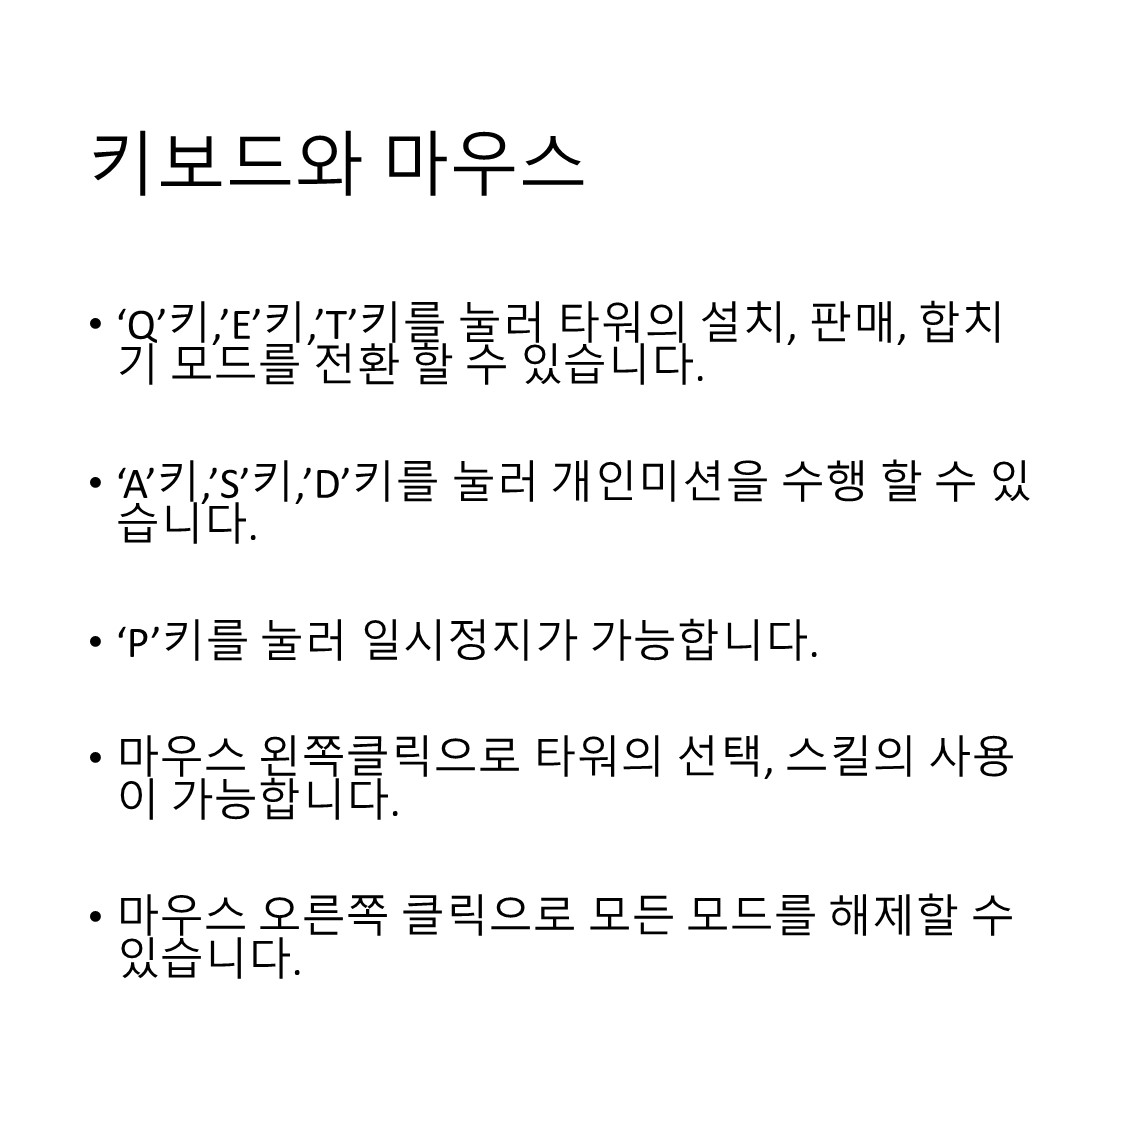 키보드와 마우스
• ‘Q’키,’E’키,’T’키를 눌러 타워의 설치, 판매, 합치
기 모드를 전환 할 수 있습니다.
• ‘A’키,’S’키,’D’키를 눌러 개인미션을 수행 할 수 있
습니다.
• ‘P’키를 눌러 일시정지가 가능합니다.
• 마우스 왼쪽클릭으로 타워의 선택, 스킬의 사용
이 가능합니다.
• 마우스 오른쪽 클릭으로 모든 모드를 해제할 수
있습니다.